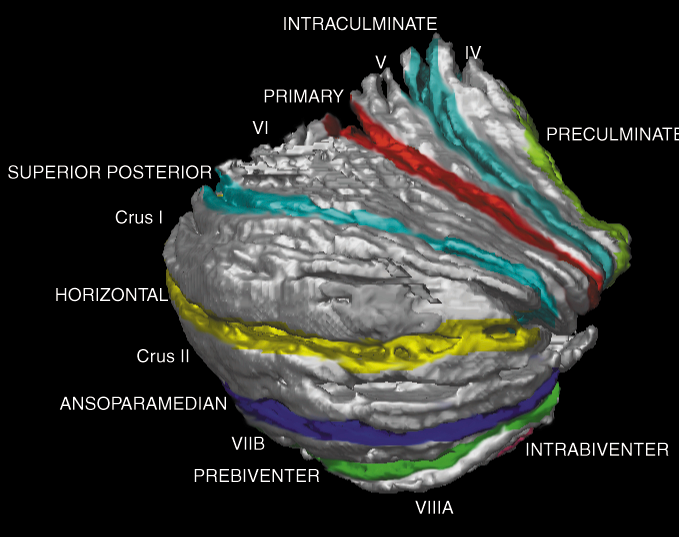 INTRACULMINATE
IV
V
PRIMARY
VI
PRECULMINATE
SUPERIOR POSTERIOR
Crus I
HORIZONTAL
Crus II
ANSOPARAMEDIAN
VIIB
INTRABIVENTER
PREBIVENTER
VIIIA